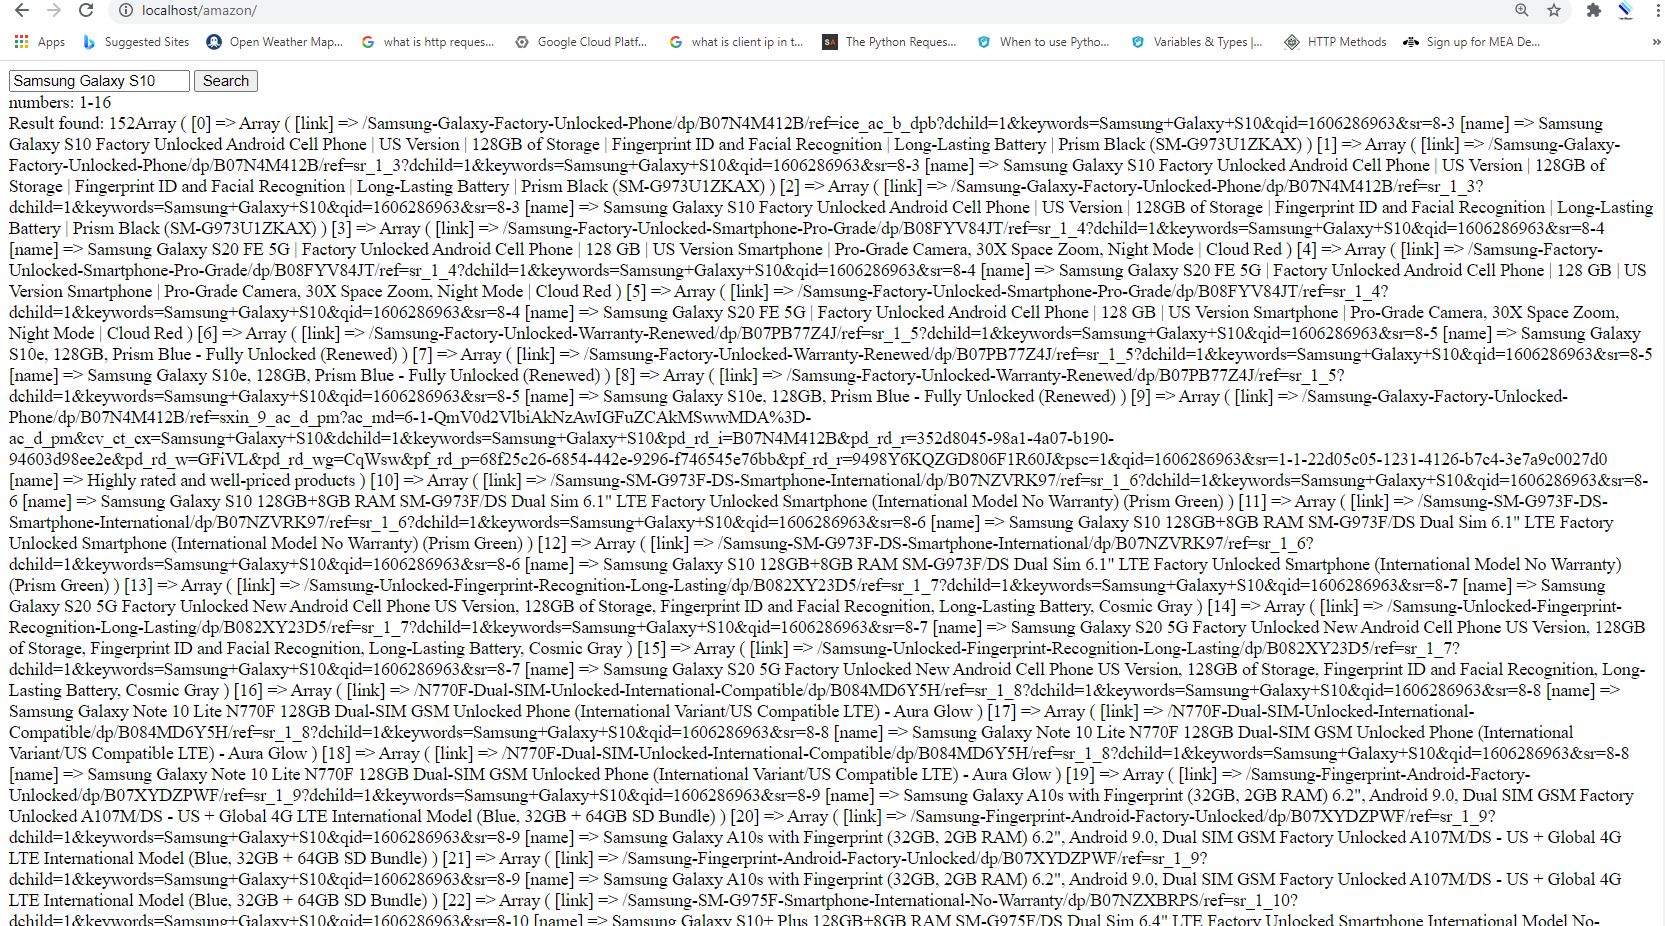 localhost/amazon/
Apps Suggested Sites Open Weather Map... what is http reques... Google Cloud Platf... what is client ip in t... SA The Python Reques... When to use Pytho... Variables & Types |... HTTP Methods Sign up for MEA De... »
Samsung Galaxy S10 Search
numbers: 1-16
Result found: 152Array ( [0] => Array ( [link] => /Samsung-Galaxy-Factory-Unlocked-Phone/dp/B07N4M412B/ref=ice_ac_b_dpb?dchild=1&keywords=Samsung+Galaxy+S10&qid=1606286963&sr=8-3 [name] => Samsung
Galaxy S10 Factory Unlocked Android Cell Phone | US Version | 128GB of Storage | Fingerprint ID and Facial Recognition | Long-Lasting Battery | Prism Black (SM-G973U1ZKAX) ) [1] => Array ( [link] => /Samsung-Galaxy-
Factory-Unlocked-Phone/dp/B07N4M412B/ref=sr_1_3?dchild=1&keywords=Samsung+Galaxy+S10&qid=1606286963&sr=8-3 [name] => Samsung Galaxy S10 Factory Unlocked Android Cell Phone | US Version | 128GB of
Storage | Fingerprint ID and Facial Recognition | Long-Lasting Battery | Prism Black (SM-G973U1ZKAX) ) [2] => Array ( [link] => /Samsung-Galaxy-Factory-Unlocked-Phone/dp/B07N4M412B/ref=sr_1_3?
dchild=1&keywords=Samsung+Galaxy+S10&qid=1606286963&sr=8-3 [name] => Samsung Galaxy S10 Factory Unlocked Android Cell Phone | US Version | 128GB of Storage | Fingerprint ID and Facial Recognition | Long-Lasting
Battery | Prism Black (SM-G973U1ZKAX) ) [3] => Array ( [link] => /Samsung-Factory-Unlocked-Smartphone-Pro-Grade/dp/B08FYV84JT/ref=sr_1_4?dchild=1&keywords=Samsung+Galaxy+S10&qid=1606286963&sr=8-4
[name] => Samsung Galaxy S20 FE 5G | Factory Unlocked Android Cell Phone | 128 GB | US Version Smartphone | Pro-Grade Camera, 30X Space Zoom, Night Mode | Cloud Red ) [4] => Array ( [link] => /Samsung-Factory-
Unlocked-Smartphone-Pro-Grade/dp/B08FYV84JT/ref=sr_1_4?dchild=1&keywords=Samsung+Galaxy+S10&qid=1606286963&sr=8-4 [name] => Samsung Galaxy S20 FE 5G | Factory Unlocked Android Cell Phone | 128 GB | US
Version Smartphone | Pro-Grade Camera, 30X Space Zoom, Night Mode | Cloud Red ) [5] => Array ( [link] => /Samsung-Factory-Unlocked-Smartphone-Pro-Grade/dp/B08FYV84JT/ref=sr_1_4?
dchild=1&keywords=Samsung+Galaxy+S10&qid=1606286963&sr=8-4 [name] => Samsung Galaxy S20 FE 5G | Factory Unlocked Android Cell Phone | 128 GB | US Version Smartphone | Pro-Grade Camera, 30X Space Zoom,
Night Mode | Cloud Red ) [6] => Array ( [link] => /Samsung-Factory-Unlocked-Warranty-Renewed/dp/B07PB77Z4J/ref=sr_1_5?dchild=1&keywords=Samsung+Galaxy+S10&qid=1606286963&sr=8-5 [name] => Samsung Galaxy
S10e, 128GB, Prism Blue - Fully Unlocked (Renewed) ) [7] => Array ( [link] => /Samsung-Factory-Unlocked-Warranty-Renewed/dp/B07PB77Z4J/ref=sr_1_5?dchild=1&keywords=Samsung+Galaxy+S10&qid=1606286963&sr=8-5
[name] => Samsung Galaxy S10e, 128GB, Prism Blue - Fully Unlocked (Renewed) ) [8] => Array ( [link] => /Samsung-Factory-Unlocked-Warranty-Renewed/dp/B07PB77Z4J/ref=sr_1_5?
dchild=1&keywords=Samsung+Galaxy+S10&qid=1606286963&sr=8-5 [name] => Samsung Galaxy S10e, 128GB, Prism Blue - Fully Unlocked (Renewed) ) [9] => Array ( [link] => /Samsung-Galaxy-Factory-Unlocked-
Phone/dp/B07N4M412B/ref=sxin_9_ac_d_pm?ac_md=6-1-QmV0d2VlbiAkNzAwIGFuZCAkMSwwMDA%3D-
ac_d_pm&cv_ct_cx=Samsung+Galaxy+S10&dchild=1&keywords=Samsung+Galaxy+S10&pd_rd_i=B07N4M412B&pd_rd_r=352d8045-98a1-4a07-b190-
94603d98ee2e&pd_rd_w=GFiVL&pd_rd_wg=CqWsw&pf_rd_p=68f25c26-6854-442e-9296-f746545e76bb&pf_rd_r=9498Y6KQZGD806F1R60J&psc=1&qid=1606286963&sr=1-1-22d05c05-1231-4126-b7c4-3e7a9c0027d0
[name] => Highly rated and well-priced products ) [10] => Array ( [link] => /Samsung-SM-G973F-DS-Smartphone-International/dp/B07NZVRK97/ref=sr_1_6?dchild=1&keywords=Samsung+Galaxy+S10&qid=1606286963&sr=8-
6 [name] => Samsung Galaxy S10 128GB+8GB RAM SM-G973F/DS Dual Sim 6.1" LTE Factory Unlocked Smartphone (International Model No Warranty) (Prism Green) ) [11] => Array ( [link] => /Samsung-SM-G973F-DS-
Smartphone-International/dp/B07NZVRK97/ref=sr_1_6?dchild=1&keywords=Samsung+Galaxy+S10&qid=1606286963&sr=8-6 [name] => Samsung Galaxy S10 128GB+8GB RAM SM-G973F/DS Dual Sim 6.1" LTE Factory
Unlocked Smartphone (International Model No Warranty) (Prism Green) ) [12] => Array ( [link] => /Samsung-SM-G973F-DS-Smartphone-International/dp/B07NZVRK97/ref=sr_1_6?
dchild=1&keywords=Samsung+Galaxy+S10&qid=1606286963&sr=8-6 [name] => Samsung Galaxy S10 128GB+8GB RAM SM-G973F/DS Dual Sim 6.1" LTE Factory Unlocked Smartphone (International Model No Warranty)
(Prism Green) ) [13] => Array ( [link] => /Samsung-Unlocked-Fingerprint-Recognition-Long-Lasting/dp/B082XY23D5/ref=sr_1_7?dchild=1&keywords=Samsung+Galaxy+S10&qid=1606286963&sr=8-7 [name] => Samsung
Galaxy S20 5G Factory Unlocked New Android Cell Phone US Version, 128GB of Storage, Fingerprint ID and Facial Recognition, Long-Lasting Battery, Cosmic Gray ) [14] => Array ( [link] => /Samsung-Unlocked-Fingerprint-
Recognition-Long-Lasting/dp/B082XY23D5/ref=sr_1_7?dchild=1&keywords=Samsung+Galaxy+S10&qid=1606286963&sr=8-7 [name] => Samsung Galaxy S20 5G Factory Unlocked New Android Cell Phone US Version, 128GB
of Storage, Fingerprint ID and Facial Recognition, Long-Lasting Battery, Cosmic Gray ) [15] => Array ( [link] => /Samsung-Unlocked-Fingerprint-Recognition-Long-Lasting/dp/B082XY23D5/ref=sr_1_7?
dchild=1&keywords=Samsung+Galaxy+S10&qid=1606286963&sr=8-7 [name] => Samsung Galaxy S20 5G Factory Unlocked New Android Cell Phone US Version, 128GB of Storage, Fingerprint ID and Facial Recognition, Long-
Lasting Battery, Cosmic Gray ) [16] => Array ( [link] => /N770F-Dual-SIM-Unlocked-International-Compatible/dp/B084MD6Y5H/ref=sr_1_8?dchild=1&keywords=Samsung+Galaxy+S10&qid=1606286963&sr=8-8 [name] =>
Samsung Galaxy Note 10 Lite N770F 128GB Dual-SIM GSM Unlocked Phone (International Variant/US Compatible LTE) - Aura Glow ) [17] => Array ( [link] => /N770F-Dual-SIM-Unlocked-International-
Compatible/dp/B084MD6Y5H/ref=sr_1_8?dchild=1&keywords=Samsung+Galaxy+S10&qid=1606286963&sr=8-8 [name] => Samsung Galaxy Note 10 Lite N770F 128GB Dual-SIM GSM Unlocked Phone (International
Variant/US Compatible LTE) - Aura Glow ) [18] => Array ( [link] => /N770F-Dual-SIM-Unlocked-International-Compatible/dp/B084MD6Y5H/ref=sr_1_8?dchild=1&keywords=Samsung+Galaxy+S10&qid=1606286963&sr=8-8
[name] => Samsung Galaxy Note 10 Lite N770F 128GB Dual-SIM GSM Unlocked Phone (International Variant/US Compatible LTE) - Aura Glow ) [19] => Array ( [link] => /Samsung-Fingerprint-Android-Factory-
Unlocked/dp/B07XYDZPWF/ref=sr_1_9?dchild=1&keywords=Samsung+Galaxy+S10&qid=1606286963&sr=8-9 [name] => Samsung Galaxy A10s with Fingerprint (32GB, 2GB RAM) 6.2", Android 9.0, Dual SIM GSM Factory
Unlocked A107M/DS - US + Global 4G LTE International Model (Blue, 32GB + 64GB SD Bundle) ) [20] => Array ( [link] => /Samsung-Fingerprint-Android-Factory-Unlocked/dp/B07XYDZPWF/ref=sr_1_9?
dchild=1&keywords=Samsung+Galaxy+S10&qid=1606286963&sr=8-9 [name] => Samsung Galaxy A10s with Fingerprint (32GB, 2GB RAM) 6.2", Android 9.0, Dual SIM GSM Factory Unlocked A107M/DS - US + Global 4G
LTE International Model (Blue, 32GB + 64GB SD Bundle) ) [21] => Array ( [link] => /Samsung-Fingerprint-Android-Factory-Unlocked/dp/B07XYDZPWF/ref=sr_1_9?
dchild=1&keywords=Samsung+Galaxy+S10&qid=1606286963&sr=8-9 [name] => Samsung Galaxy A10s with Fingerprint (32GB, 2GB RAM) 6.2", Android 9.0, Dual SIM GSM Factory Unlocked A107M/DS - US + Global 4G
LTE International Model (Blue, 32GB + 64GB SD Bundle) ) [22] => Array ( [link] => /Samsung-SM-G975F-Smartphone-International-No-Warranty/dp/B07NZXBRPS/ref=sr_1_10?
dchild=1&keywords=Samsung+Galaxy+S10&qid=1606286963&sr=8-10 [name] => Samsung Galaxy S10+ Plus 128GB+8GB RAM SM-G975F/DS Dual Sim 6.4" LTE Factory Unlocked Smartphone International Model No-